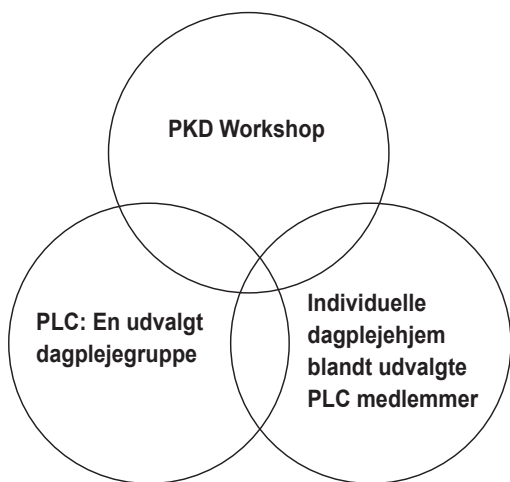 PKD Workshop
PLC: En udvalgt
dagplejegruppe
Individuelle
dagplejehjem
blandt udvalgte
PLC medlemmer